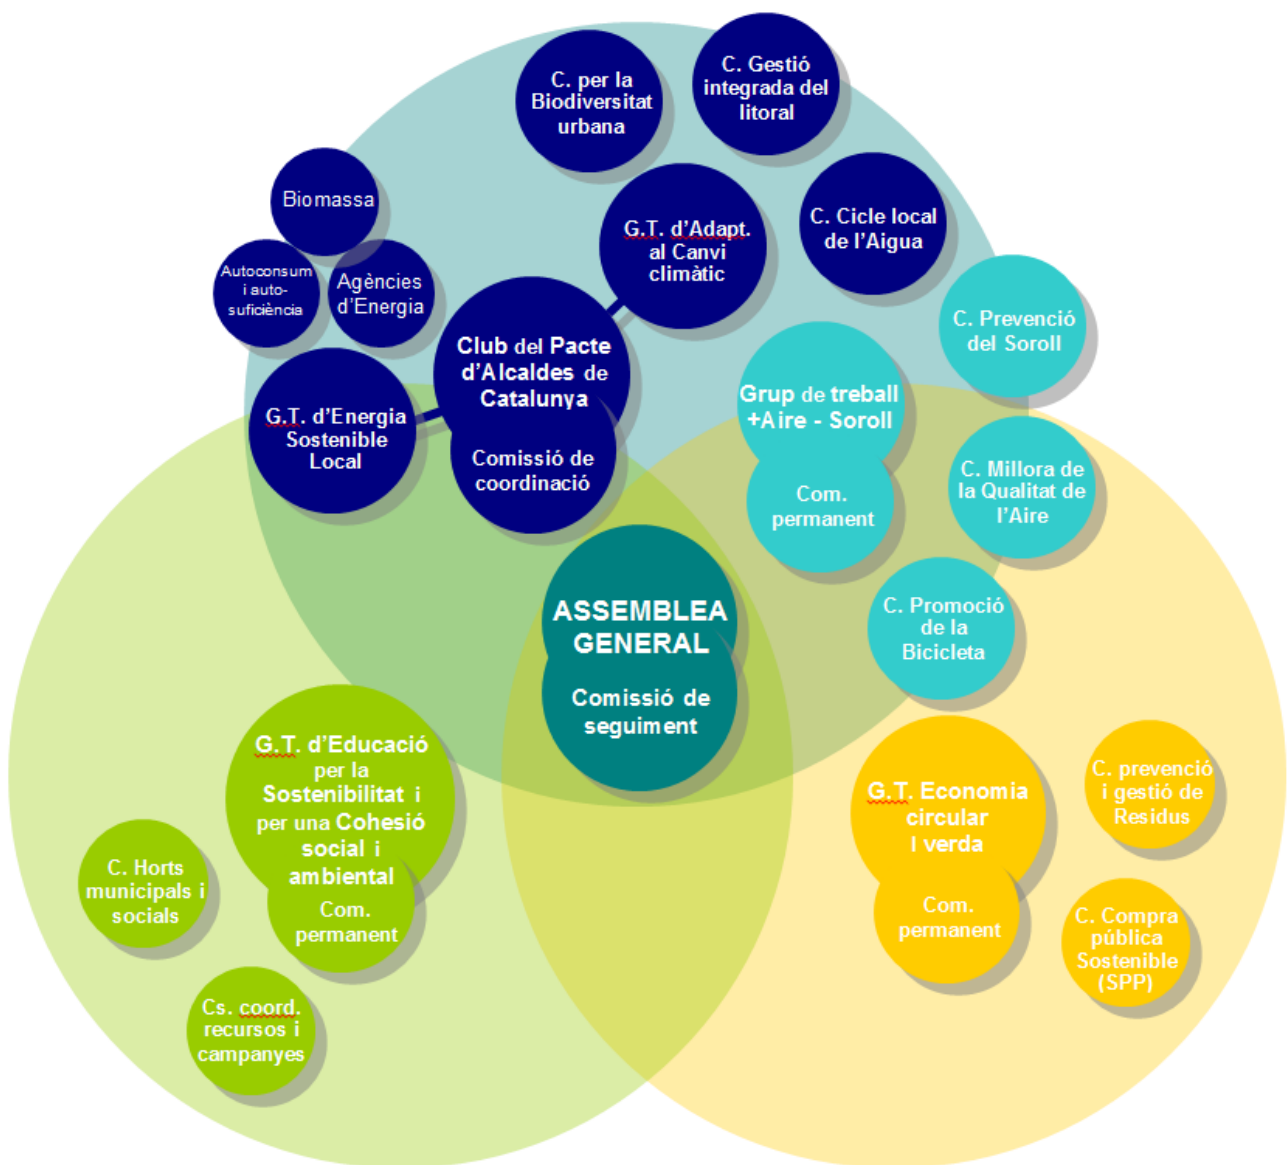 C. per la
Biodiversitat
urbana
C. Gestió
integrada del
litoral
Biomassa
Autoconsum
i auto-
suficiència
Agències
d'Energia
G.T. d'Adapt.
al Canvi
climàtic
C. Cicle local
de l'Aigua
C. Prevenció
del Soroll
Club del Pacte
d'Alcaldes de
Catalunya
Comissió de
coordinació
G.T. d'Energia
Sostenible
Local
Grup de treball
+Aire - Soroll
Com.
permanent
C. Millora de
la Qualitat de
l'Aire
C. Promoció
de la
Bicicleta
ASSEMBLEA
GENERAL
Comissió de
seguiment
G.T. d'Educació
per la
Sostenibilitat i
per una Cohesió
social i
ambiental
Com.
permanent
C. Horts
municipals i
socials
Cs. coord.
recursos i
campanyes
G.T. Economia
circular
I verda
Com.
permanent
C. prevenció
i gestió de
Residus
C. Compra
pública
Sostenible
(SPP)